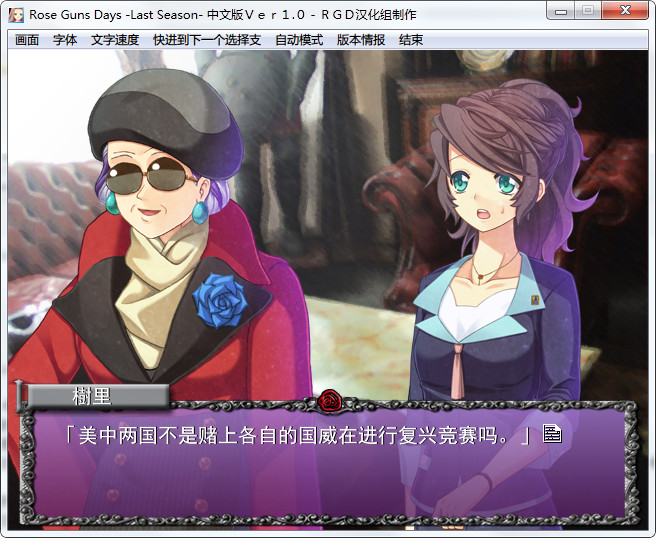 Rose Guns Days -Last Season- 中文版Ｖｅｒ１.０ - ＲＧＤ汉化组制作
画面 字体 文字速度 快进到下一个选择支 自动模式 版本情报 结束
樹里
「美中两国不是赌上各自的国威在进行复兴竞赛吗。」